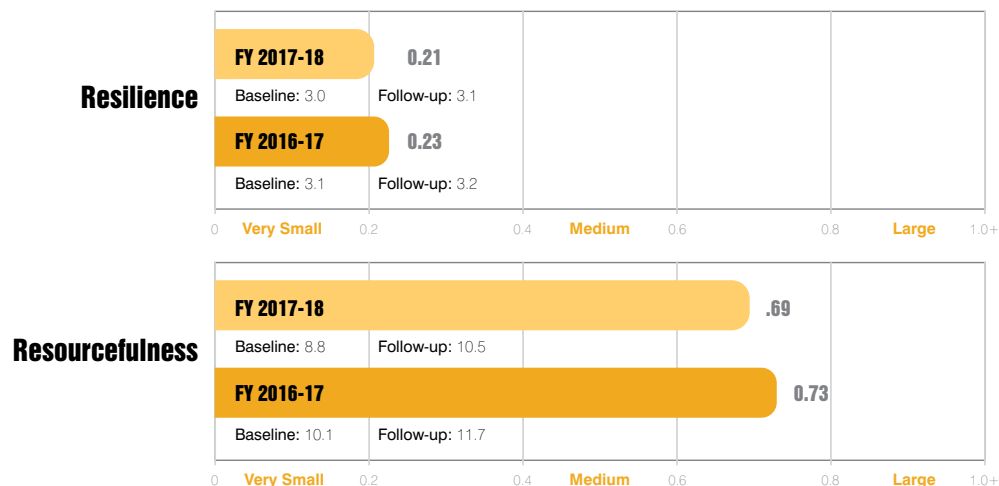 Resilience
FY 2017-18 0.21
Baseline: 3.0 Follow-up: 3.1
FY 2016-17 0.23
Baseline: 3.1 Follow-up: 3.2
0 Very Small 0.2 0.4 Medium 0.6 0.8 Large 1.0+
Resourcefulness
FY 2017-18 .69
Baseline: 8.8 Follow-up: 10.5
FY 2016-17 0.73
Baseline: 10.1 Follow-up: 11.7
0 Very Small 0.2 0.4 Medium 0.6 0.8 Large 1.0+